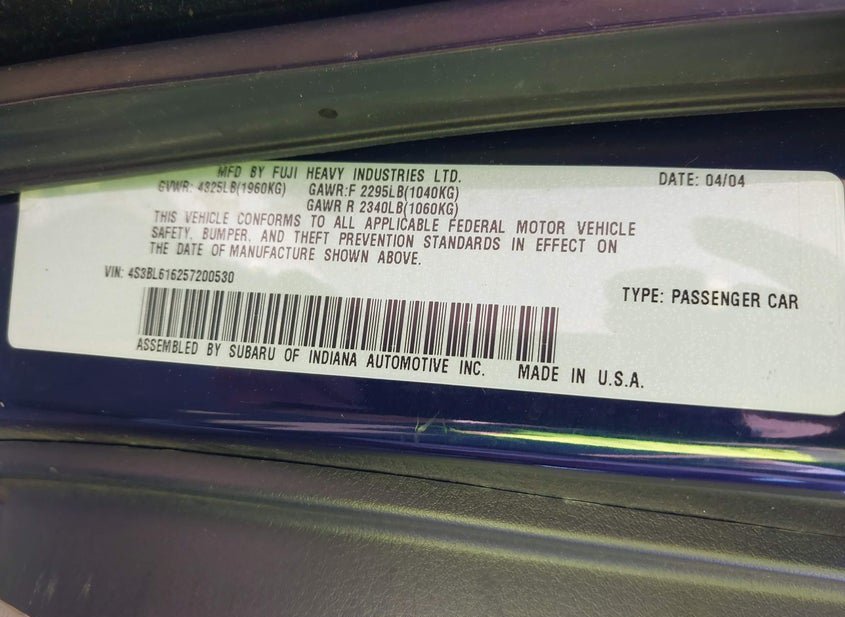 MFD BY FUJI HEAVY INDUSTRIES LTD. DATE: 04/04
GVWR: 4325LB(1960KG) GAWR:F 2295LB(1040KG)
GAWR R 2340LB(1060KG)
THIS VEHICLE CONFORMS TO ALL APPLICABLE FEDERAL MOTOR VEHICLE
SAFETY, BUMPER, AND THEFT PREVENTION STANDARDS IN EFFECT ON
THE DATE OF MANUFACTURE SHOWN ABOVE.
VIN: 4S3BL616257200530 TYPE: PASSENGER CAR
ASSEMBLED BY SUBARU OF INDIANA AUTOMOTIVE INC. MADE IN U.S.A.